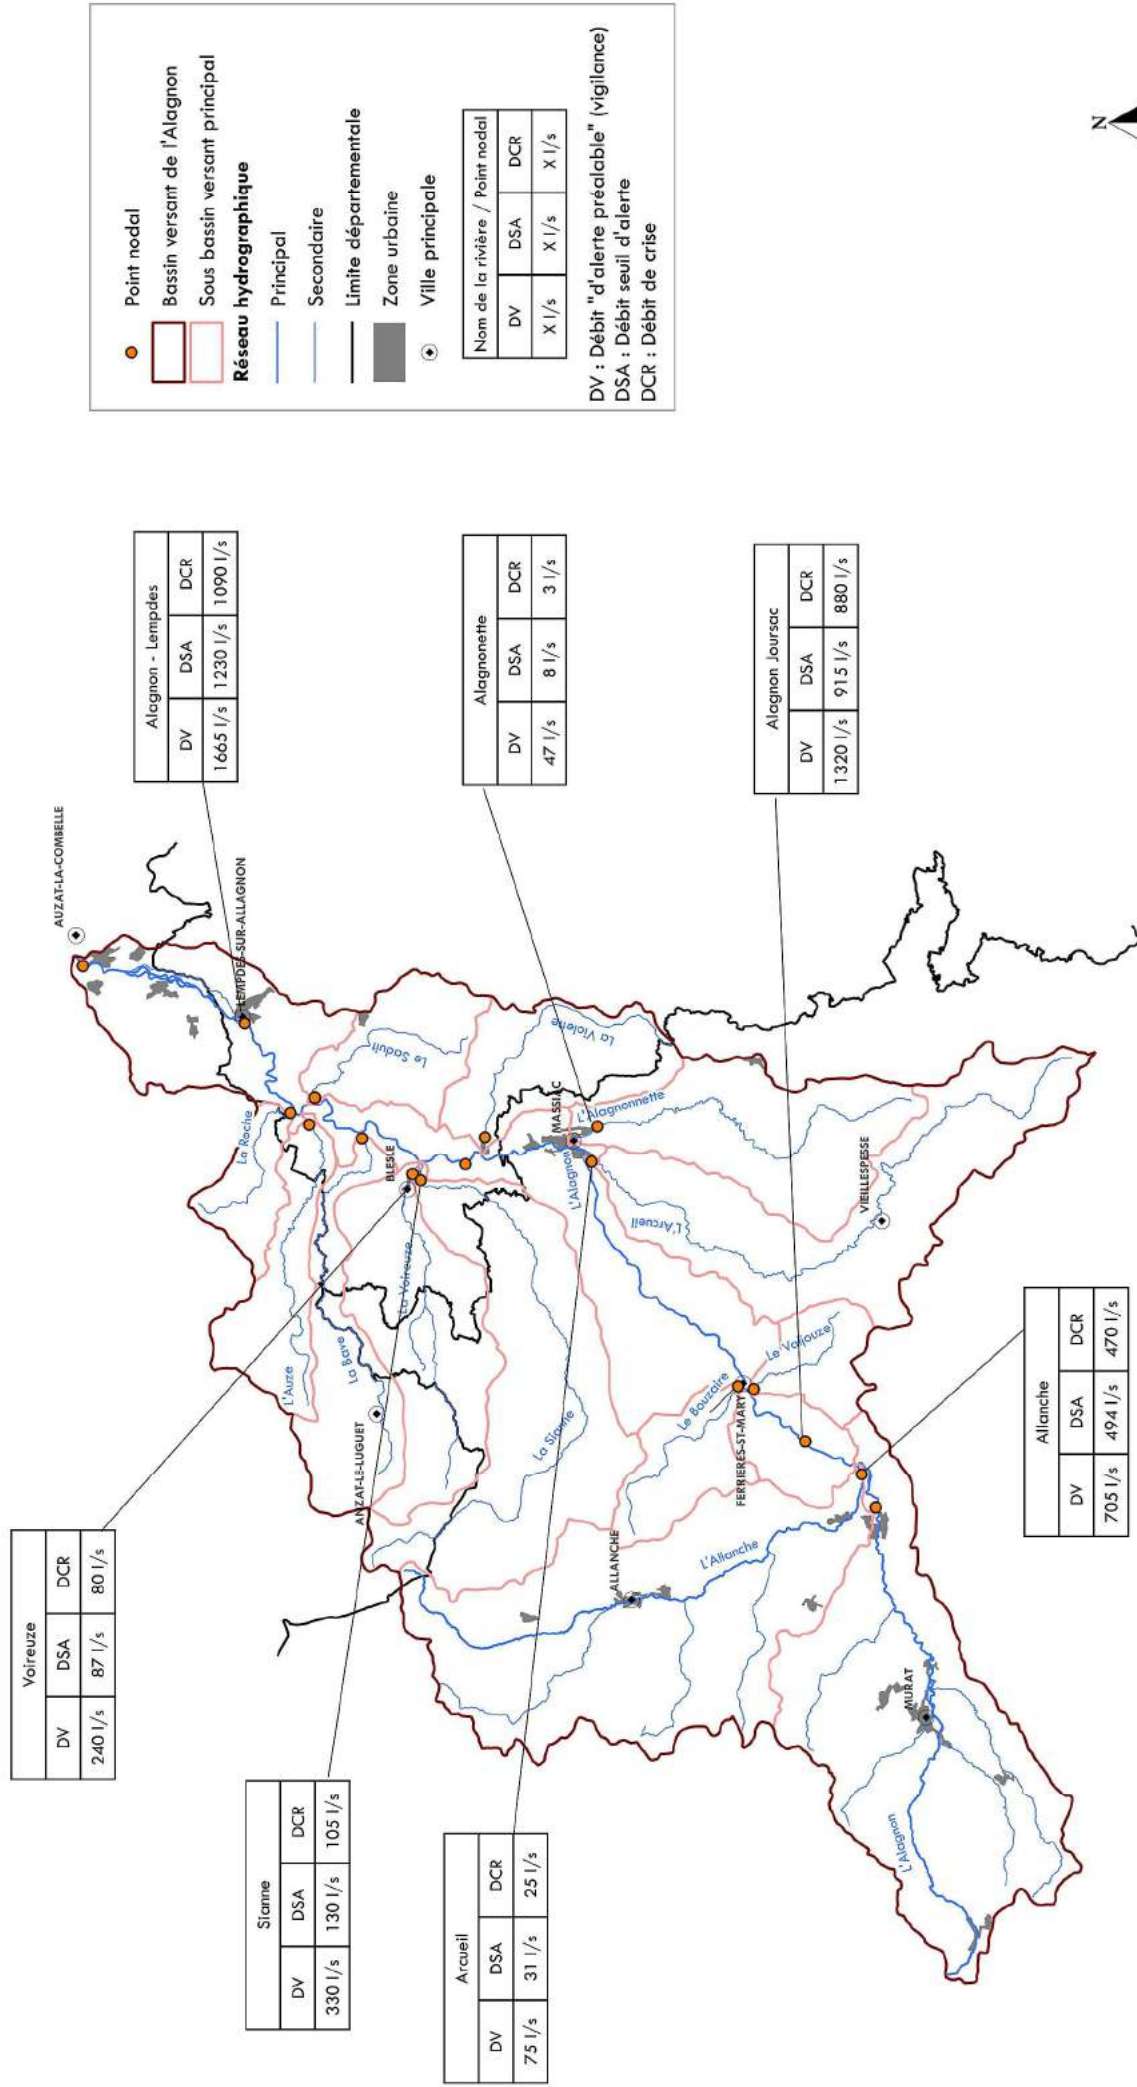 Voireuze
DV DSA DCR
240 l/s 87 l/s 80 l/s
Sianne
DV DSA DCR
330 l/s 130 l/s 105 l/s
Arcueil
DV DSA DCR
75 l/s 31 l/s 25 l/s
Alagnon - Lempdes
DV DSA DCR
1665 l/s 1230 l/s 1090 l/s
Alagnonette
DV DSA DCR
47 l/s 8 l/s 3 l/s
Alagnon Joursac
DV DSA DCR
1320 l/s 915 l/s 880 l/s
Allanche
DV DSA DCR
705 l/s 494 l/s 470 l/s
AUZAT-LA-COMBELLE
LEMPDES-SUR-ALLAGNON
La Roche
Le Saduit
L'Auze
La Bave
BLESLE
La Voireuze
ANZAT-LE-LUGUET
La Violette
La Sianne
MASSIAC
L'Alagnonnette
L'Alagnon
L'Arcueil
VIEILLESPESSE
Le Bouzaire
Le Valjouze
FERRIERES-ST-MARY
ALLANCHE
L'Allanche
MURAT
L'Alagnon
Point nodal
Bassin versant de l'Alagnon
Sous bassin versant principal
Réseau hydrographique
Principal
Secondaire
Limite départementale
Zone urbaine
Ville principale
Nom de la rivière / Point nodal
DV DSA DCR
X l/s X l/s X l/s
DV : Débit "d'alerte préalable" (vigilance)
DSA : Débit seuil d'alerte
DCR : Débit de crise
N